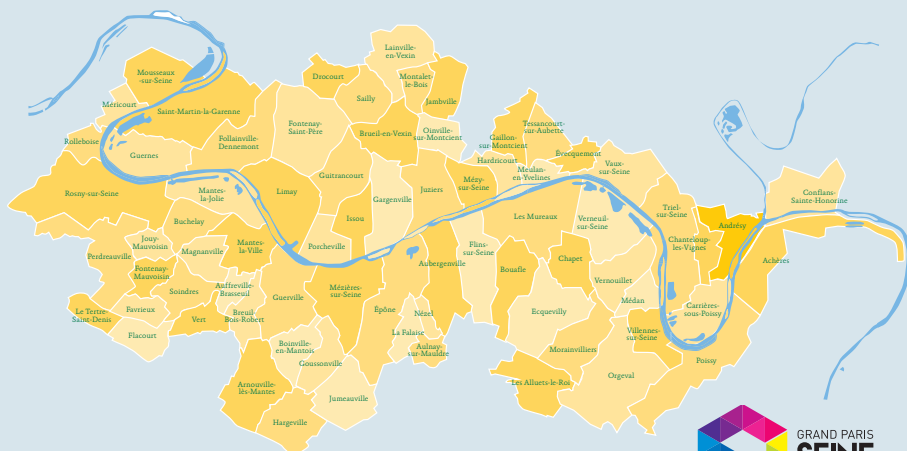 Lainville-
en-Vexin
Mousseaux
-sur-Seine
Drocourt
Montalet-
le-Bois
Sailly
Jambville
Méricourt
Saint-Martin-la-Garenne
Fontenay-
Saint-Père
Brueil-en-Vexin
Oinville-
sur-Montcient
Tessancourt-
sur-Aubette
Gaillon-
sur-Montcient
Rolleboise
Guernes
Follainville-
Dennemont
Hardricourt
Évecquemont
Meulan-
en-Yvelines
Vaux-
sur-Seine
Rosny-sur-Seine
Mantes-
la-Jolie
Limay
Guitrancourt
Gargenville
Juziers
Mézy-
sur-Seine
Conflans-
Sainte-Honorine
Buchelay
Issou
Les Mureaux
Verneuil-
sur-Seine
Triel-
sur-Seine
Andrésy
Jouy-
Mauvoisin
Magnanville
Mantes-
la-Ville
Porcheville
Flins-
sur-Seine
Chanteloup-
les-Vignes
Perdreauville
Aubergenville
Bouafle
Chapet
Achères
Fontenay-
Mauvoisin
Soindres
Auffreville-
Brasseuil
Guerville
Mézières-
sur-Seine
Vernouillet
Médan
Le Tertre-
Saint-Denis
Favrieux
Vert
Breuil-
Bois-Robert
Épône
Nézel
Ecquevilly
Carrières-
sous-Poissy
Flacourt
La Falaise
Villennes-
sur-Seine
Boinville-
en-Mantois
Aulnay-
sur-Mauldre
Morainvilliers
Poissy
Goussonville
Orgeval
Arnouville-
lès-Mantes
Jumeauville
Les Alluets-le-Roi
Hargeville
GRAND PARIS
SEINE